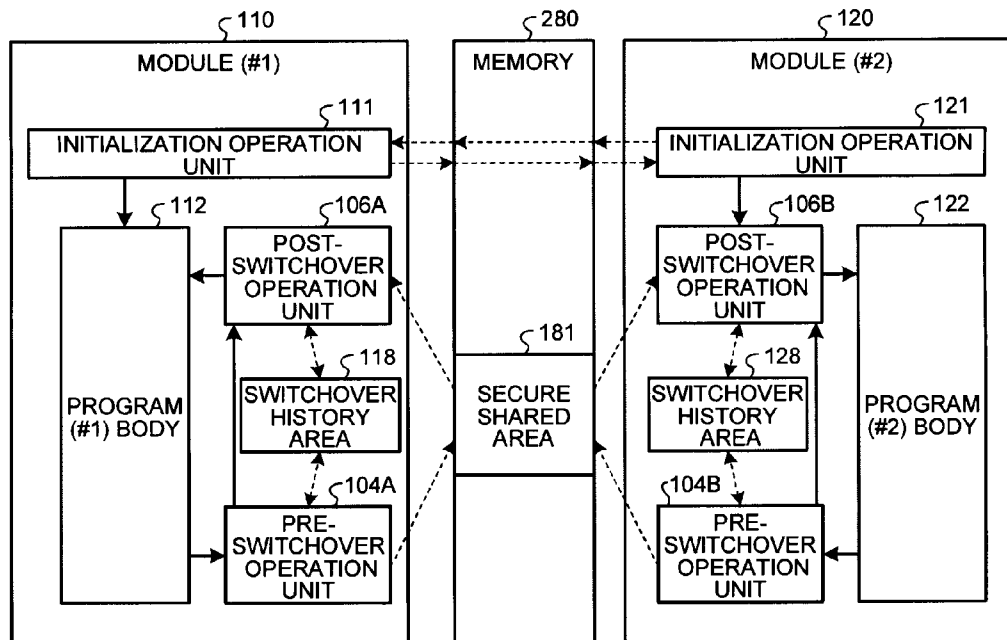 110
280
120
MODULE (#1)
MEMORY
MODULE (#2)
111
121
INITIALIZATION OPERATION
UNIT
INITIALIZATION OPERATION
UNIT
112
106A
106B
122
POST-
SWITCHOVER
OPERATION
UNIT
POST-
SWITCHOVER
OPERATION
UNIT
118
181
128
PROGRAM
(#1) BODY
SWITCHOVER
HISTORY
AREA
SECURE
SHARED
AREA
SWITCHOVER
HISTORY
AREA
PROGRAM
(#2) BODY
104A
104B
PRE-
SWITCHOVER
OPERATION
UNIT
PRE-
SWITCHOVER
OPERATION
UNIT